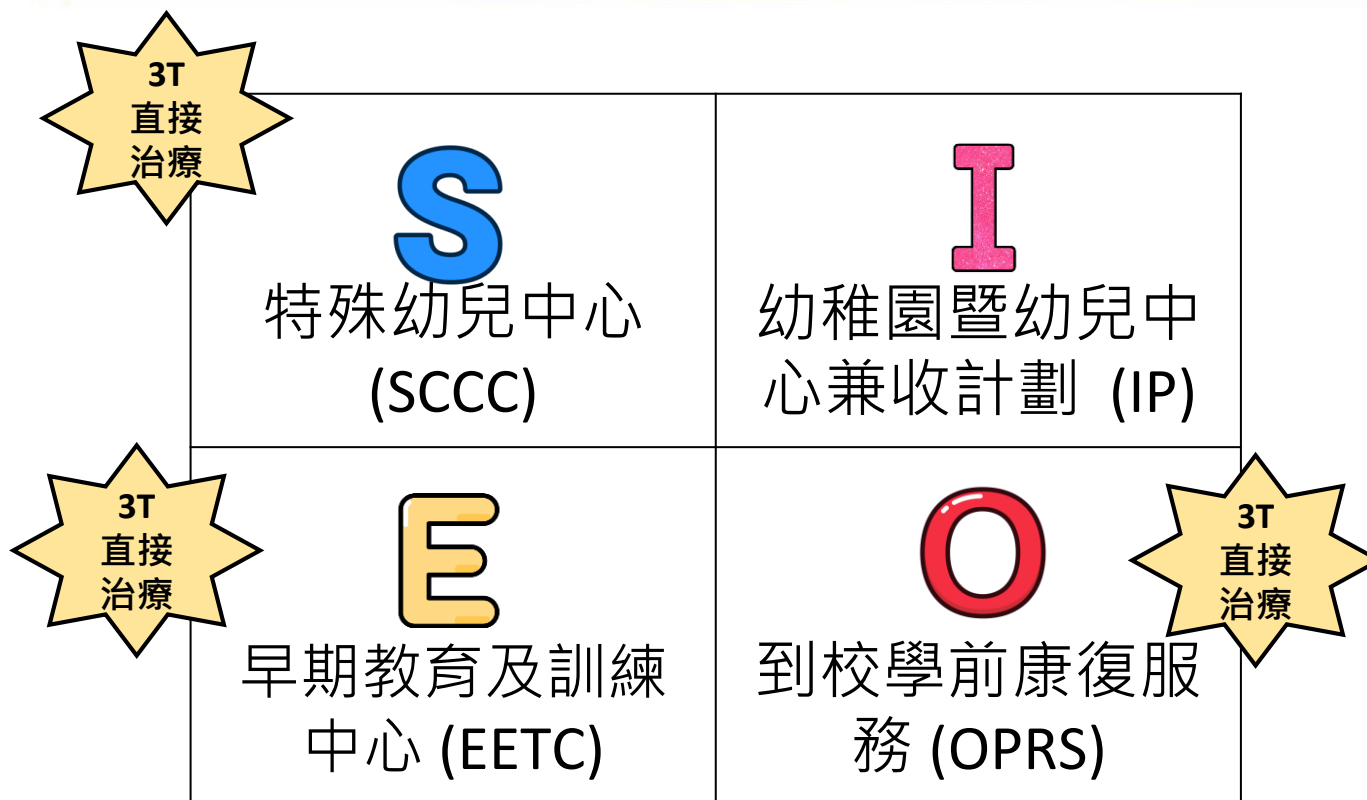 3T
直接
治療
S
特殊幼兒中心
(SCCC)
I
幼稚園暨幼兒中
心兼收計劃 (IP)
3T
直接
治療
E
早期教育及訓練
中心 (EETC)
O
到校學前康復服
務 (OPRS)
3T
直接
治療